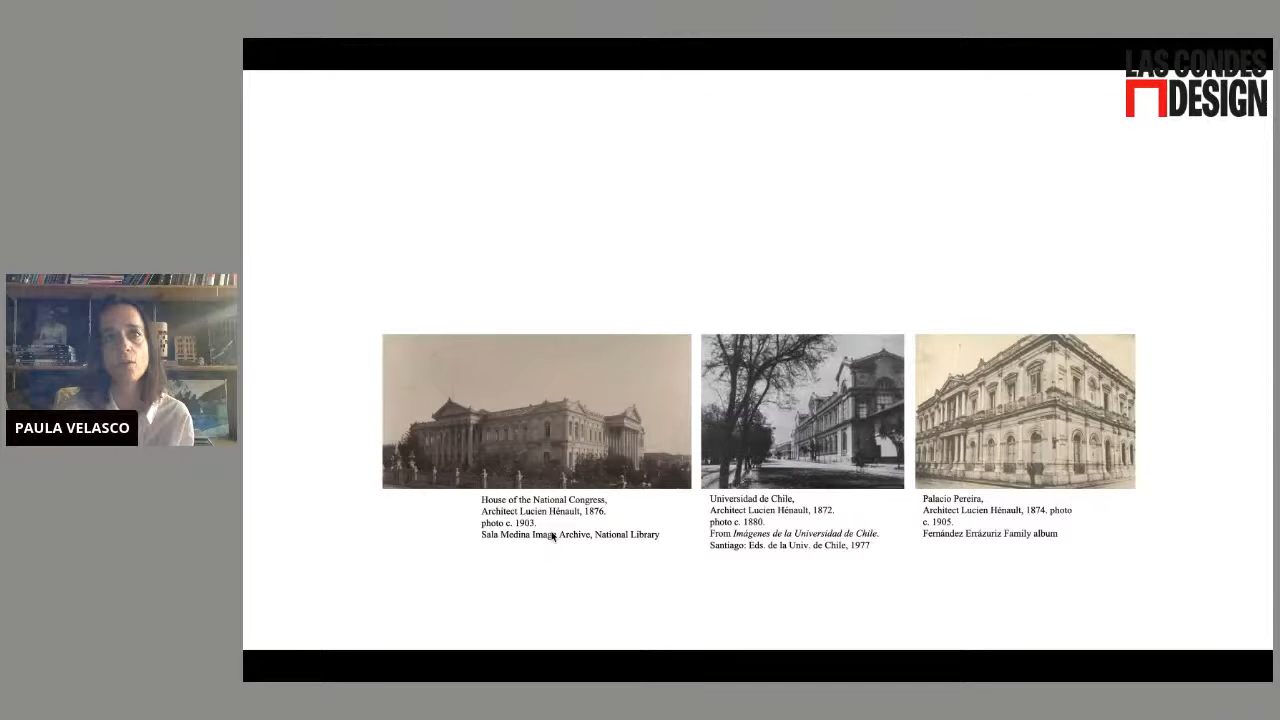 LAS CONDES
DESIGN
PAULA VELASCO
House of the National Congress,
Architect Lucien Hénault, 1876.
photo c. 1903.
Sala Medina Image Archive, National Library
Universidad de Chile,
Architect Lucien Hénault, 1872.
photo c. 1880.
From Imágenes de la Universidad de Chile.
Santiago: Eds. de la Univ. de Chile, 1977
Palacio Pereira,
Architect Lucien Hénault, 1874. photo
c. 1905.
Fernández Errázuriz Family album